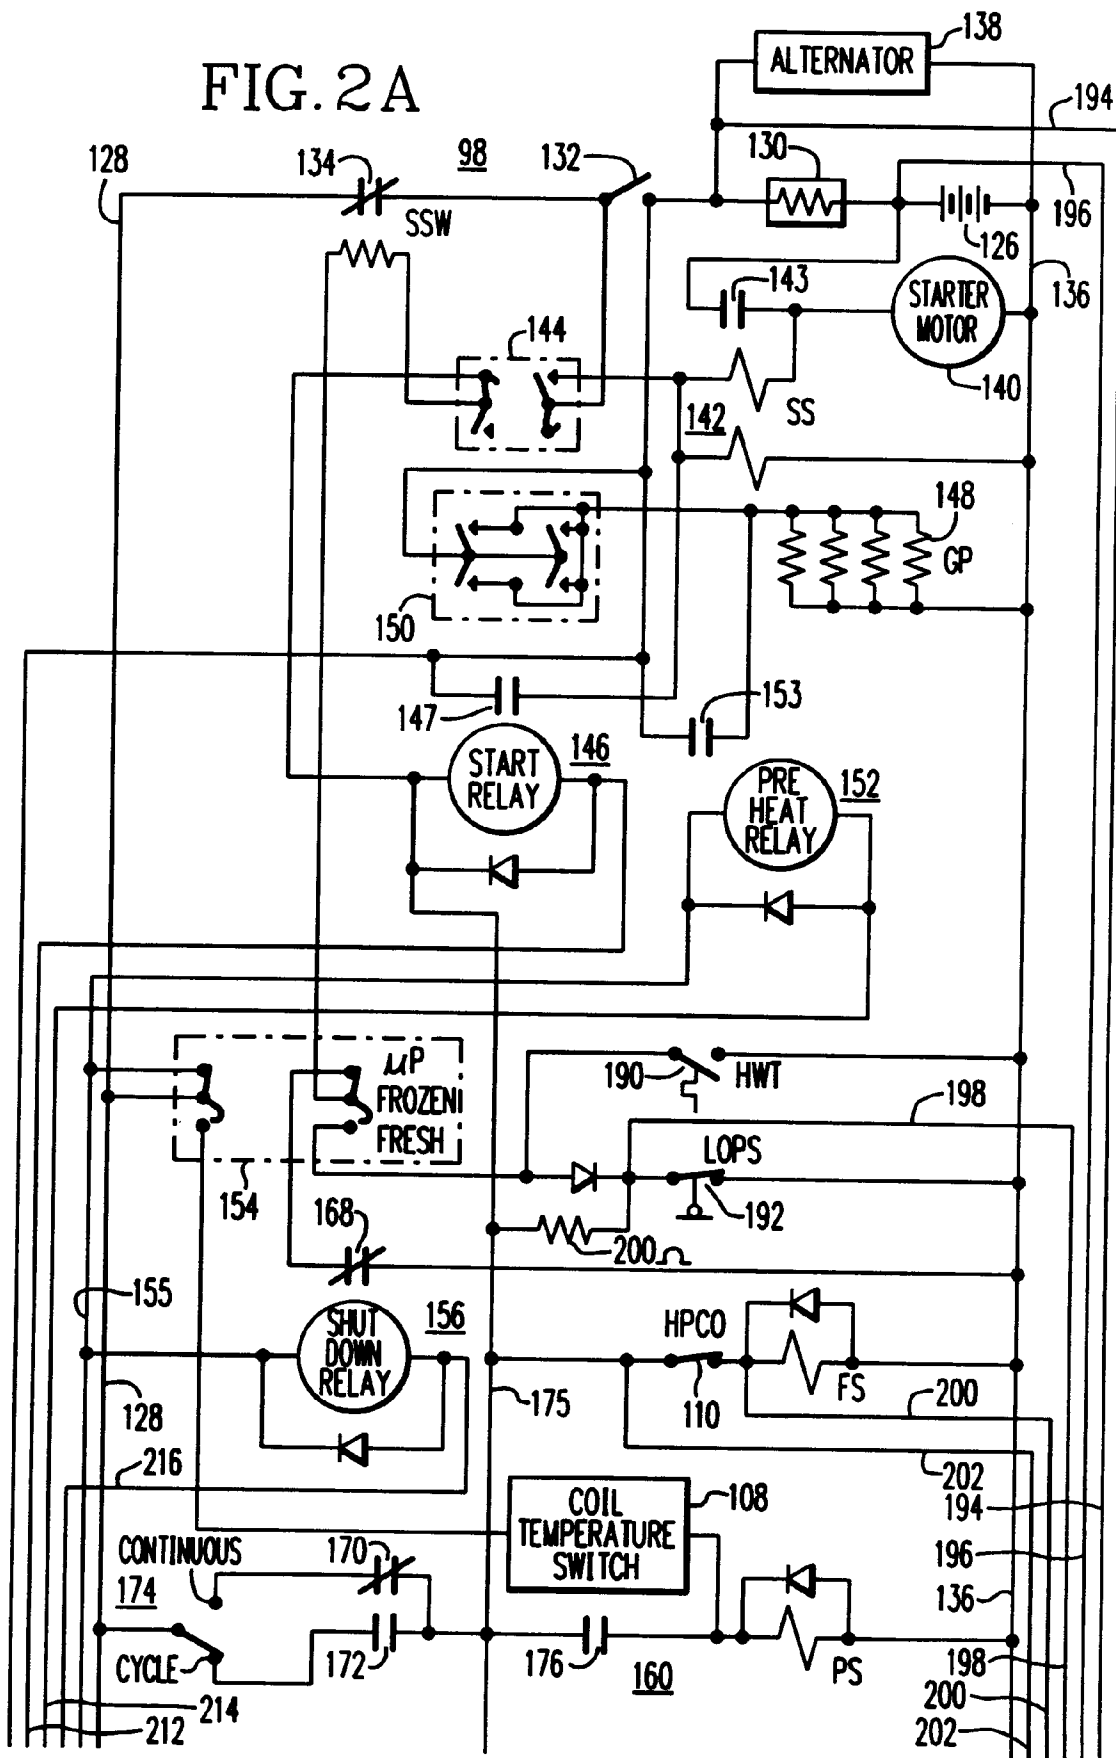 FIG. 2A
ALTERNATOR
138
194
128
134
98
132
130
196
SSW
126
143
136
STARTER
MOTOR
144
140
SS
142
148
GP
150
147
153
START
RELAY
146
PRE
HEAT
RELAY
152
μP
FROZEN
FRESH
190
HWT
198
LOPS
154
168
192
200Ω
155
SHUT
DOWN
RELAY
156
HPCO
FS
128
175
110
200
216
202
COIL
TEMPERATURE
SWITCH
108
194
CONTINUOUS
170
174
196
136
CYCLE
172
176
160
PS
198
214
200
212
202